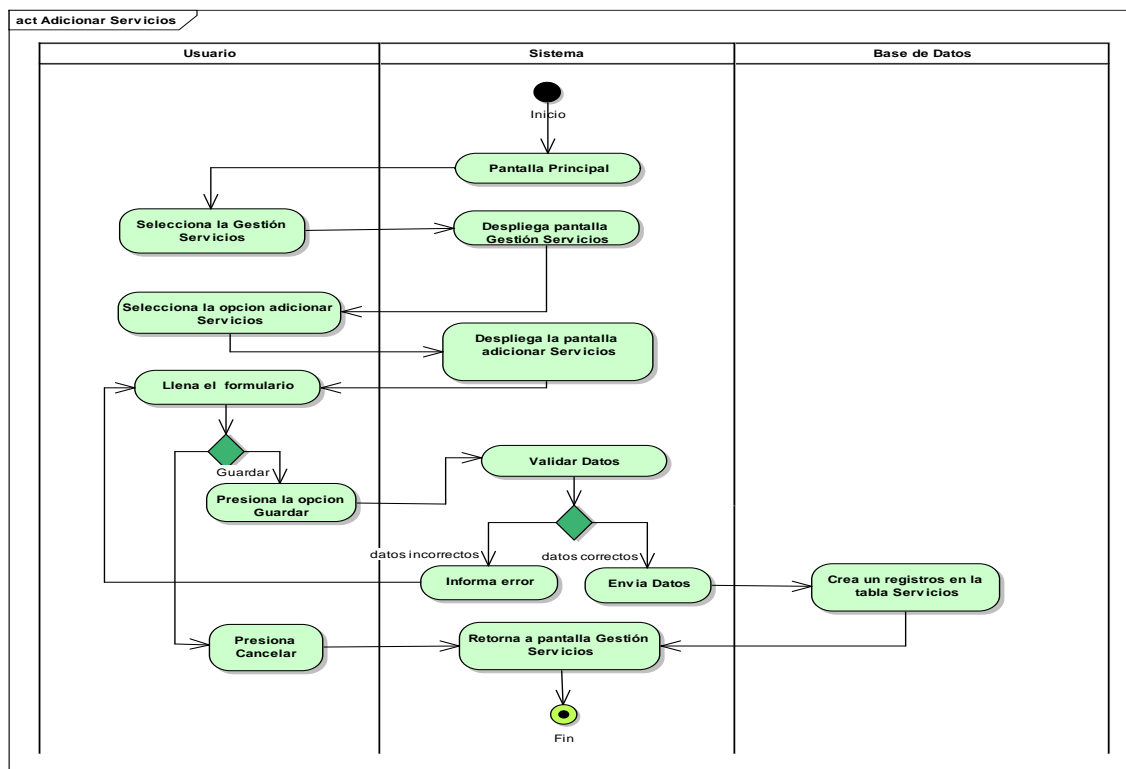 act Adicionar Servicios
Usuario
Sistema
Base de Datos
Inicio
Pantalla Principal
Selecciona la Gestión
Servicios
Despliega pantalla
Gestión Servicios
Selecciona la opcion adicionar
Servicios
Despliega la pantalla
adicionar Servicios
Llena el formulario
Guardar
Validar Datos
Presiona la opcion
Guardar
datos incorrectos
datos correctos
Informa error
Envia Datos
Crea un registros en la
tabla Servicios
Presiona
Cancelar
Retorna a pantalla Gestión
Servicios
Fin